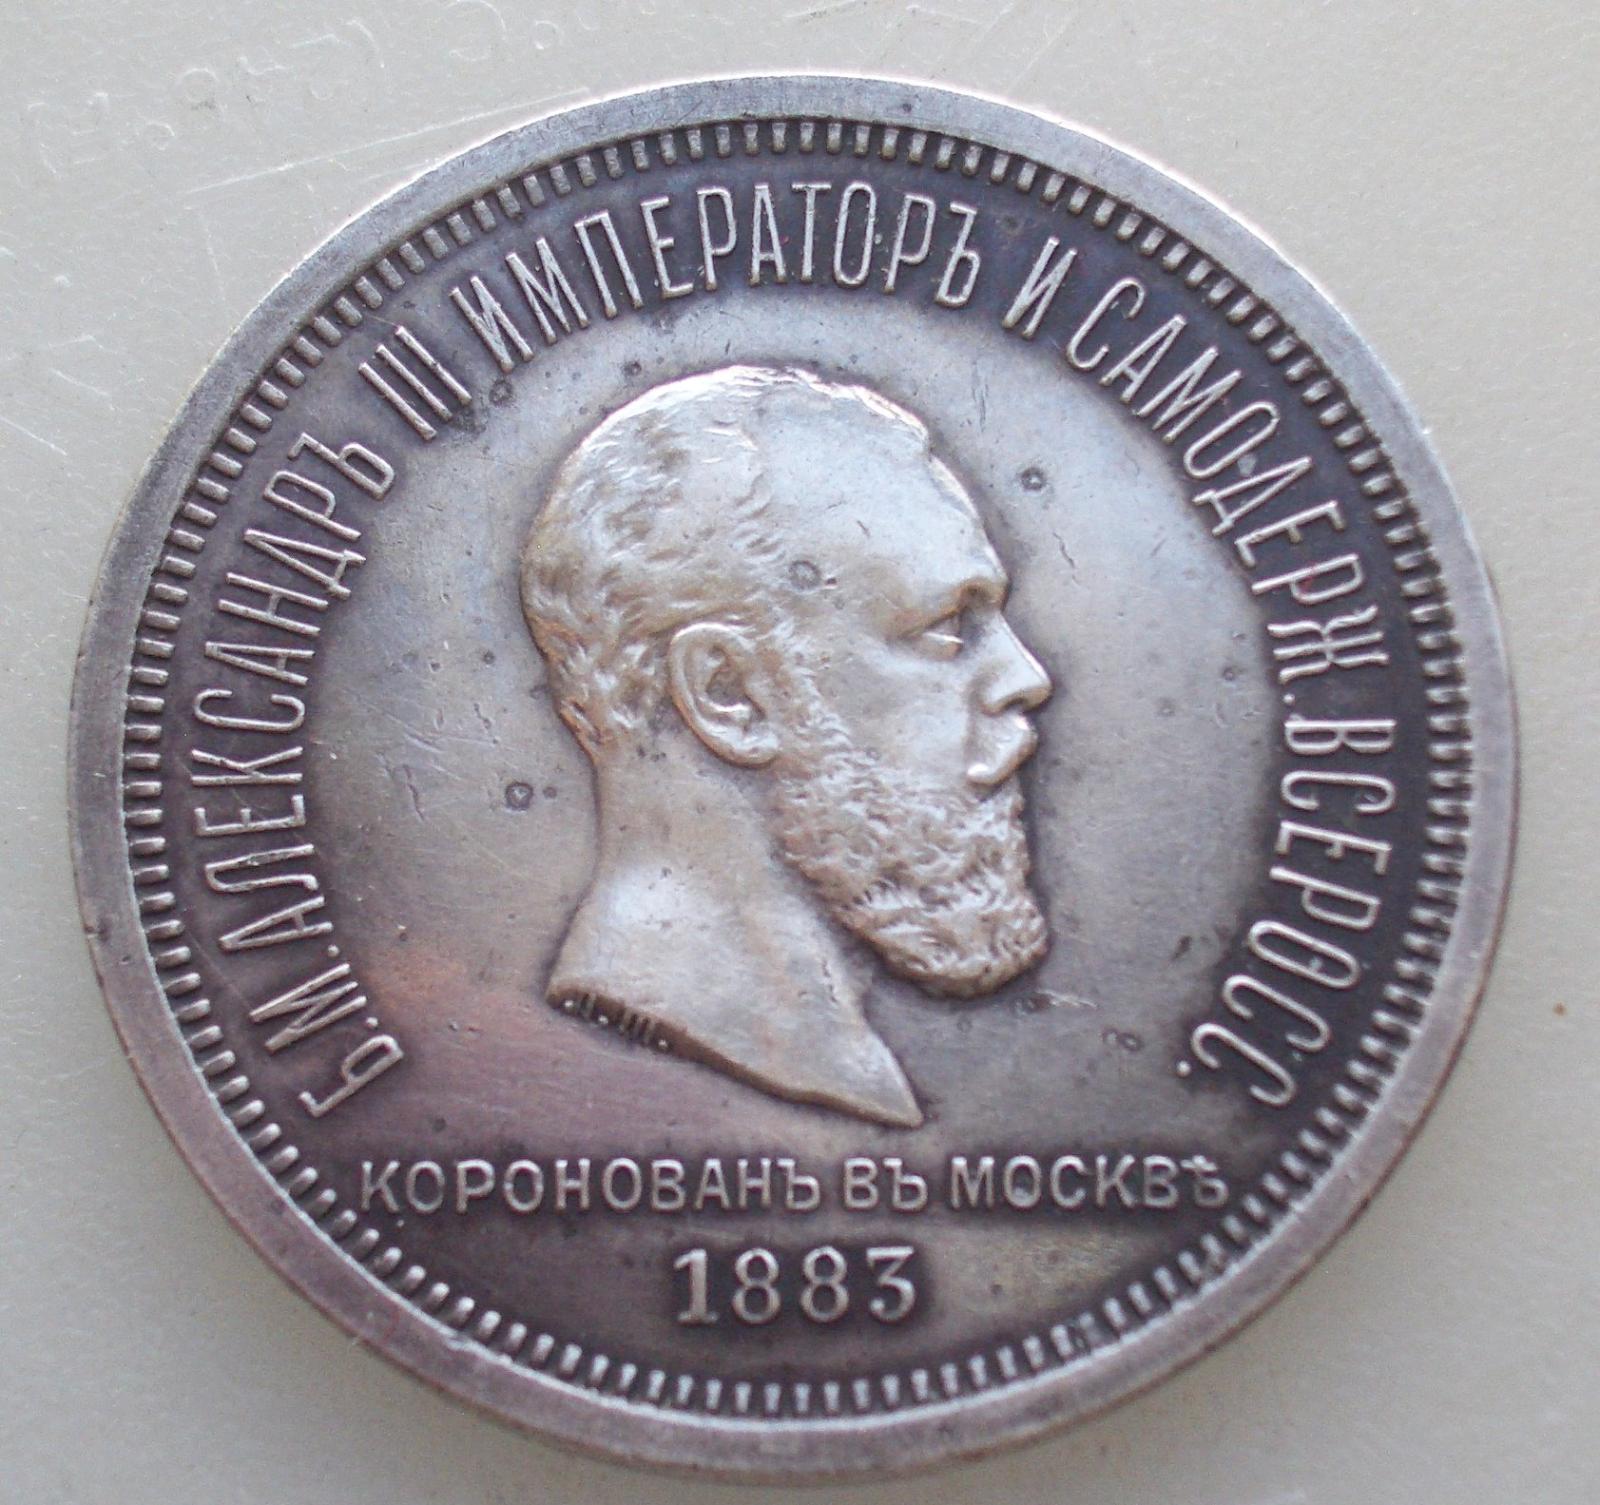 Б.М.АЛЕКСАНДРЪ III ИМПЕРАТОРЪ И САМОДЕРЖ.ВСЕРОСС.
КОРОНОВАНЪ ВЪ МОСКВѢ
1883